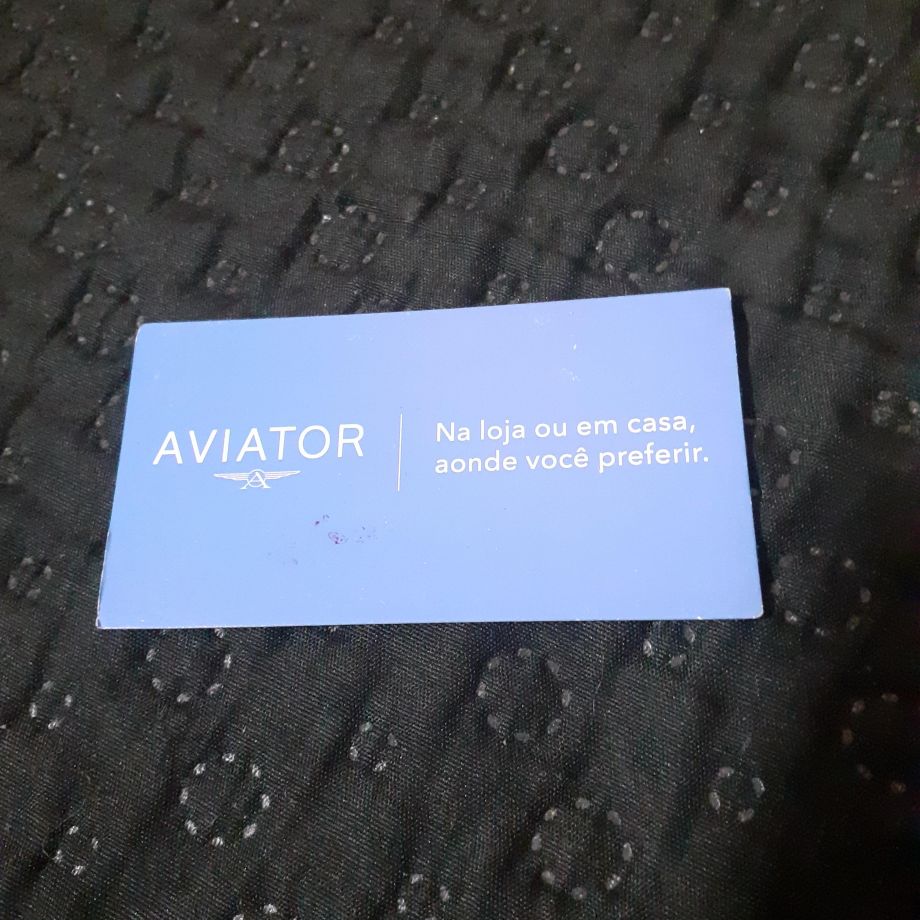 AVIATOR
A
Na loja ou em casa,
aonde você preferir.